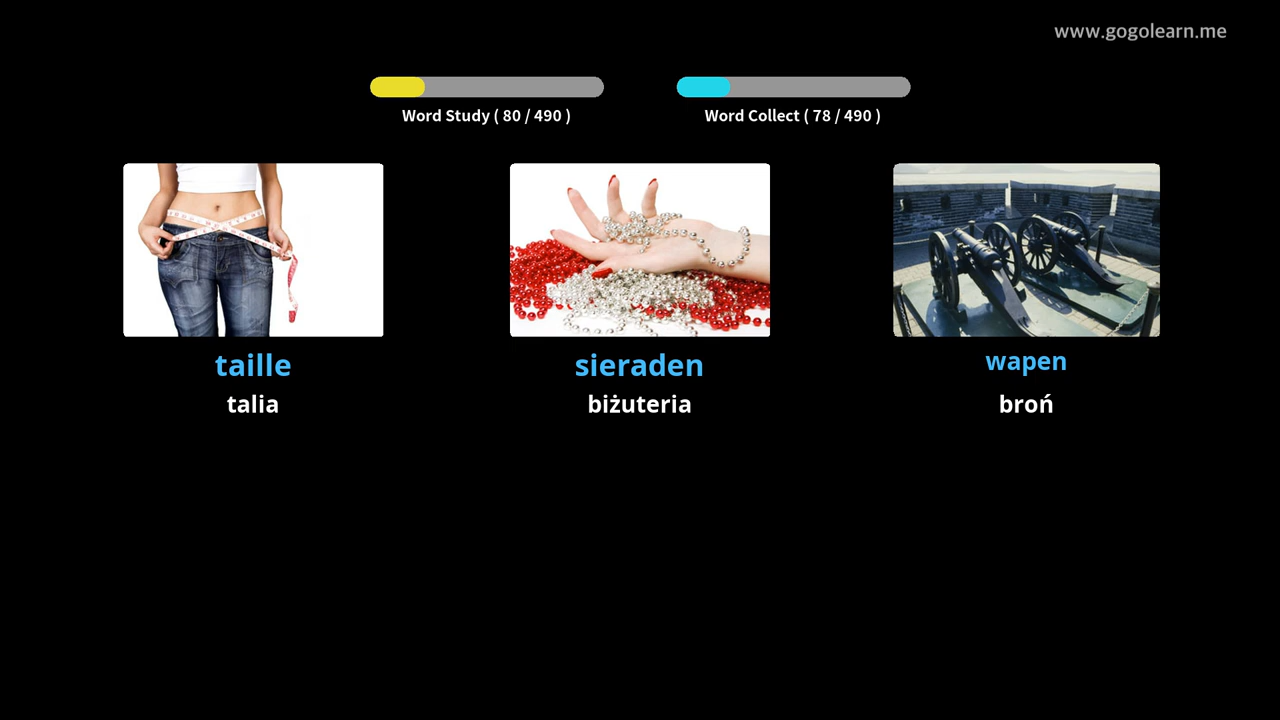 www.gogolearn.me
Word Study ( 80 / 490 )
Word Collect ( 78 / 490 )
taille
talia
sieraden
biżuteria
wapen
broń